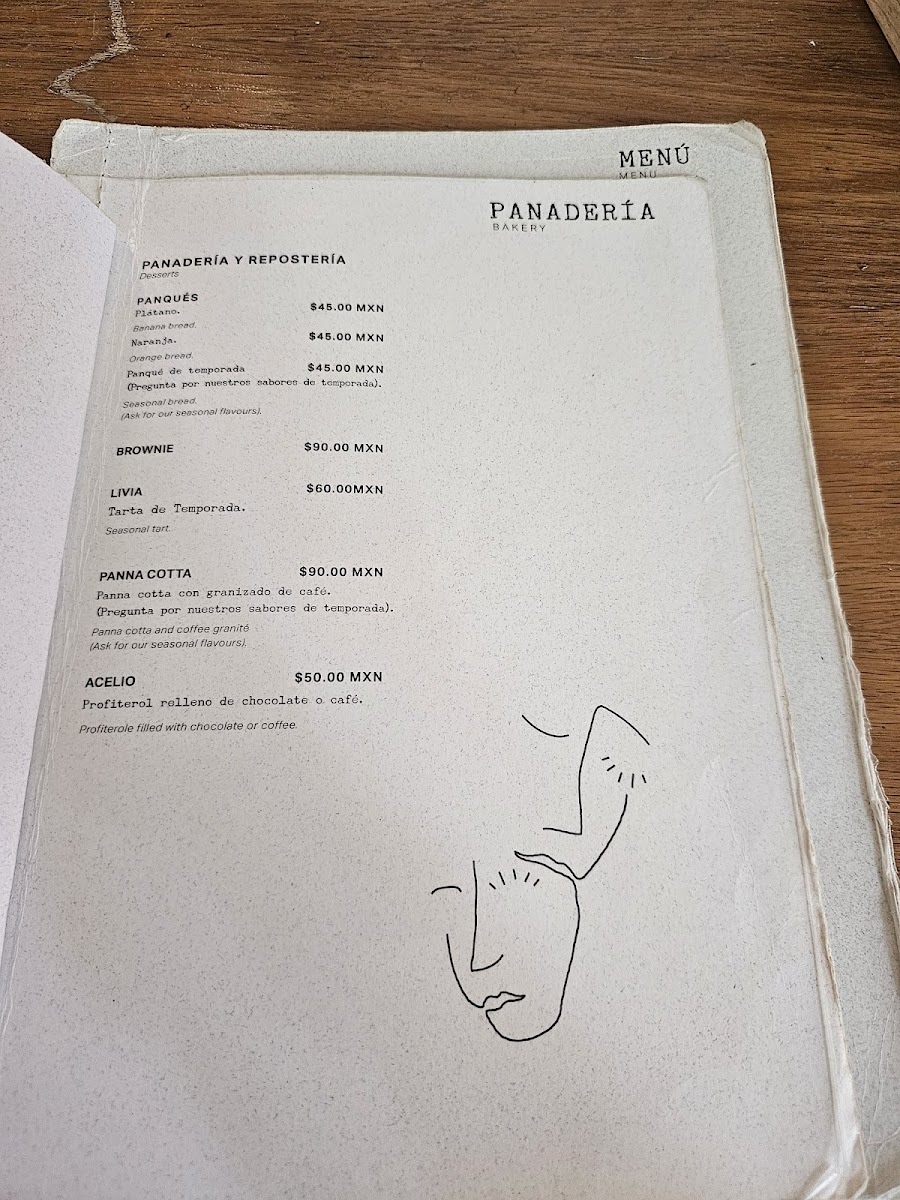 MENÚ
MENU
PANADERÍA
BAKERY
PANADERÍA Y REPOSTERÍA
Desserts
PANQUÉS
Plátano. $45.00 MXN
Banana bread.
Naranja. $45.00 MXN
Orange bread.
Panqué de temporada $45.00 MXN
(Pregunta por nuestros sabores de temporada).
Seasonal bread.
(Ask for our seasonal flavours).
BROWNIE $90.00 MXN
LIVIA $60.00MXN
Tarta de Temporada.
Seasonal tart.
PANNA COTTA $90.00 MXN
Panna cotta con granizado de café.
(Pregunta por nuestros sabores de temporada).
Panna cotta and coffee granité
(Ask for our seasonal flavours).
ACELIO $50.00 MXN
Profiterol relleno de chocolate o café.
Profiterole filled with chocolate or coffee.